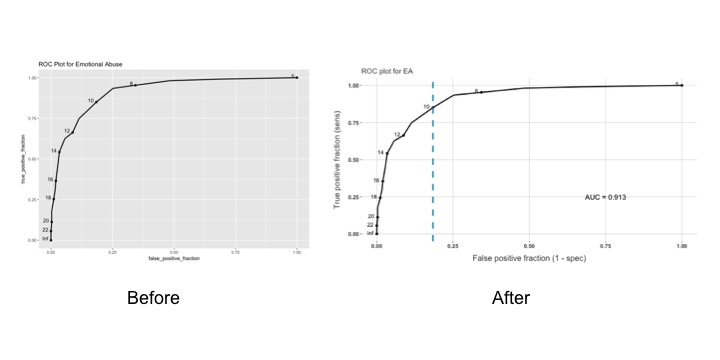 ROC Plot for Emotional Abuse
1.00
0.75
0.50
0.25
0.00
true_positive_fraction
5
8
10
12
14
16
18
20
22
Inf
0.00 0.25 0.50 0.75 1.00
false_positive_fraction
Before
ROC plot for EA
1.00
0.75
0.50
0.25
0.00
True positive fraction (sens)
5
8
10
12
14
16
18
20
22
Inf
AUC = 0.913
0.00 0.25 0.50 0.75 1.00
False positive fraction (1 - spec)
After